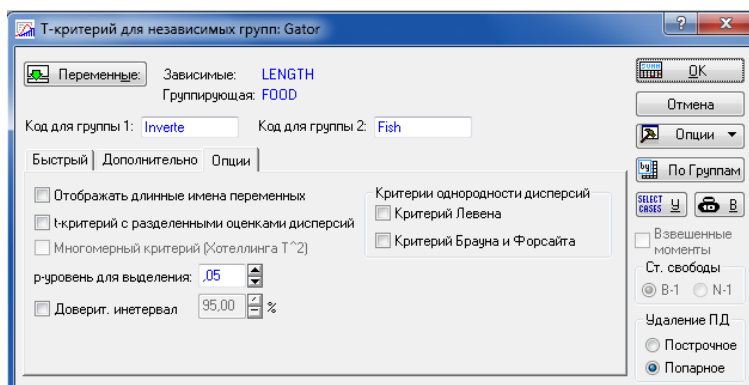 Т-критерий для независимых групп: Gator
Переменные:
Зависимые: LENGTH
Группирующая: FOOD
Код для группы 1: Inverte Код для группы 2: Fish
Быстрый Дополнительно Опции
Отображать длинные имена переменных
t-критерий с разделенными оценками дисперсий
Многомерный критерий (Хотеллинга T^2)
p-уровень для выделения: ,05
Доверит. инетервал 95,00 %
Критерии однородности дисперсий
Критерий Левена
Критерий Брауна и Форсайта
OK
Отмена
Опции
По Группам
SELECT CASES У В
Взвешенные
моменты
Ст. свободы
В-1 N-1
Удаление ПД
Построчное
Попарное